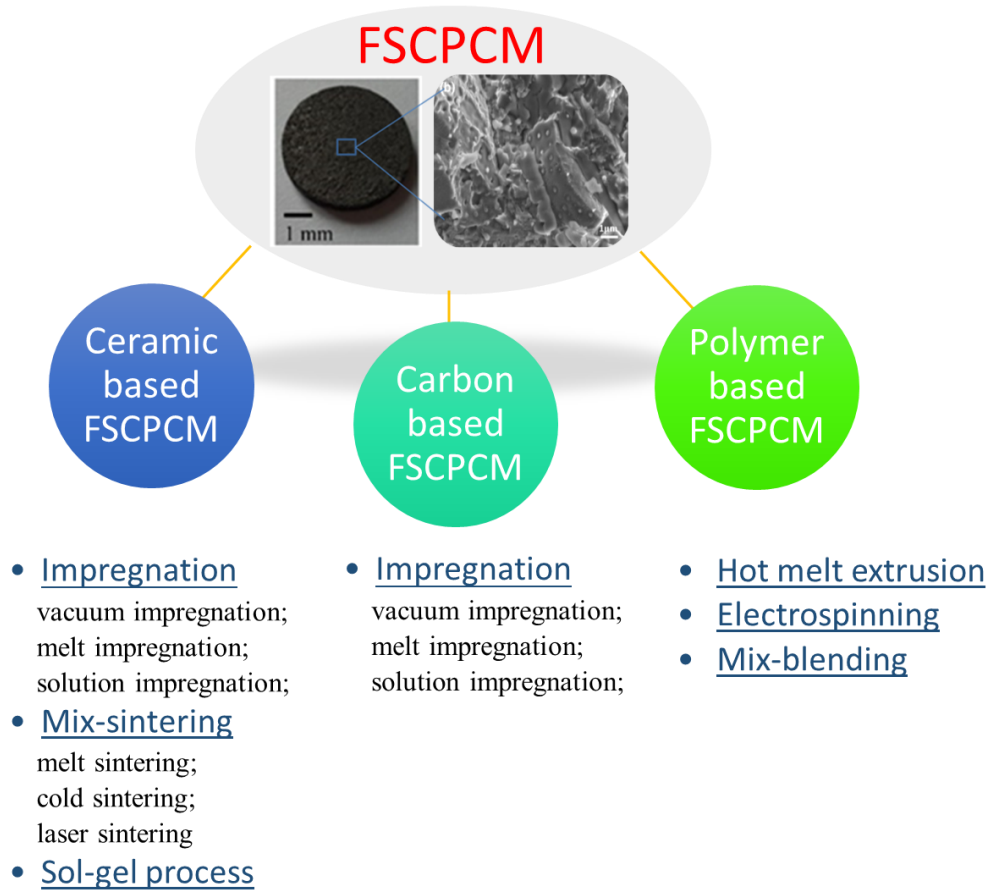 FSCPCM
(b)
1 mm
1μm
Ceramic
based
FSCPCM
Carbon
based
FSCPCM
Polymer
based
FSCPCM
• Impregnation
vacuum impregnation;
melt impregnation;
solution impregnation;
• Mix-sintering
melt sintering;
cold sintering;
laser sintering
• Sol-gel process
• Impregnation
vacuum impregnation;
melt impregnation;
solution impregnation;
• Hot melt extrusion
• Electrospinning
• Mix-blending